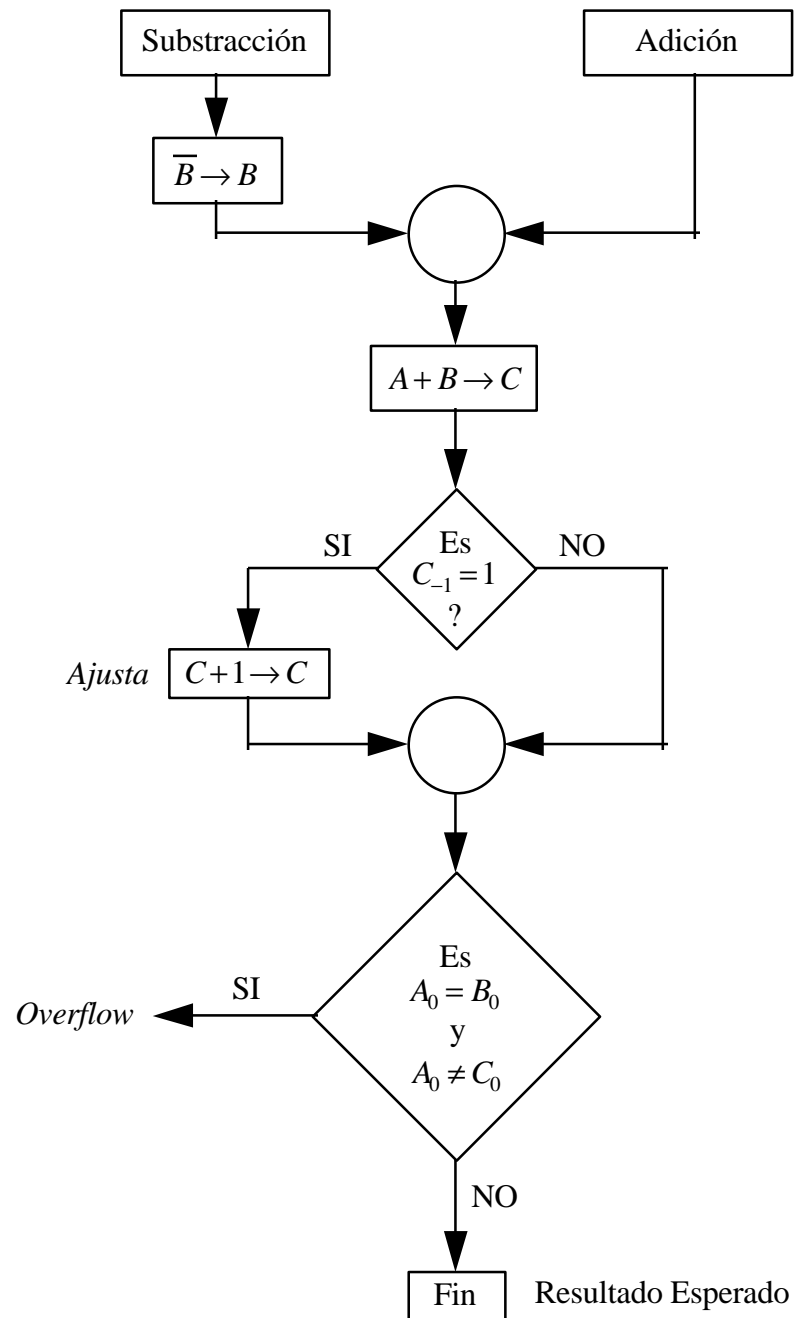 Substracción
Adición
B̅ → B
A + B → C
SI
Es
NO
C₋₁ = 1
?
Ajusta
C + 1 → C
Es
SI
A₀ = B₀
Overflow
y
A₀ ≠ C₀
NO
Fin
Resultado Esperado